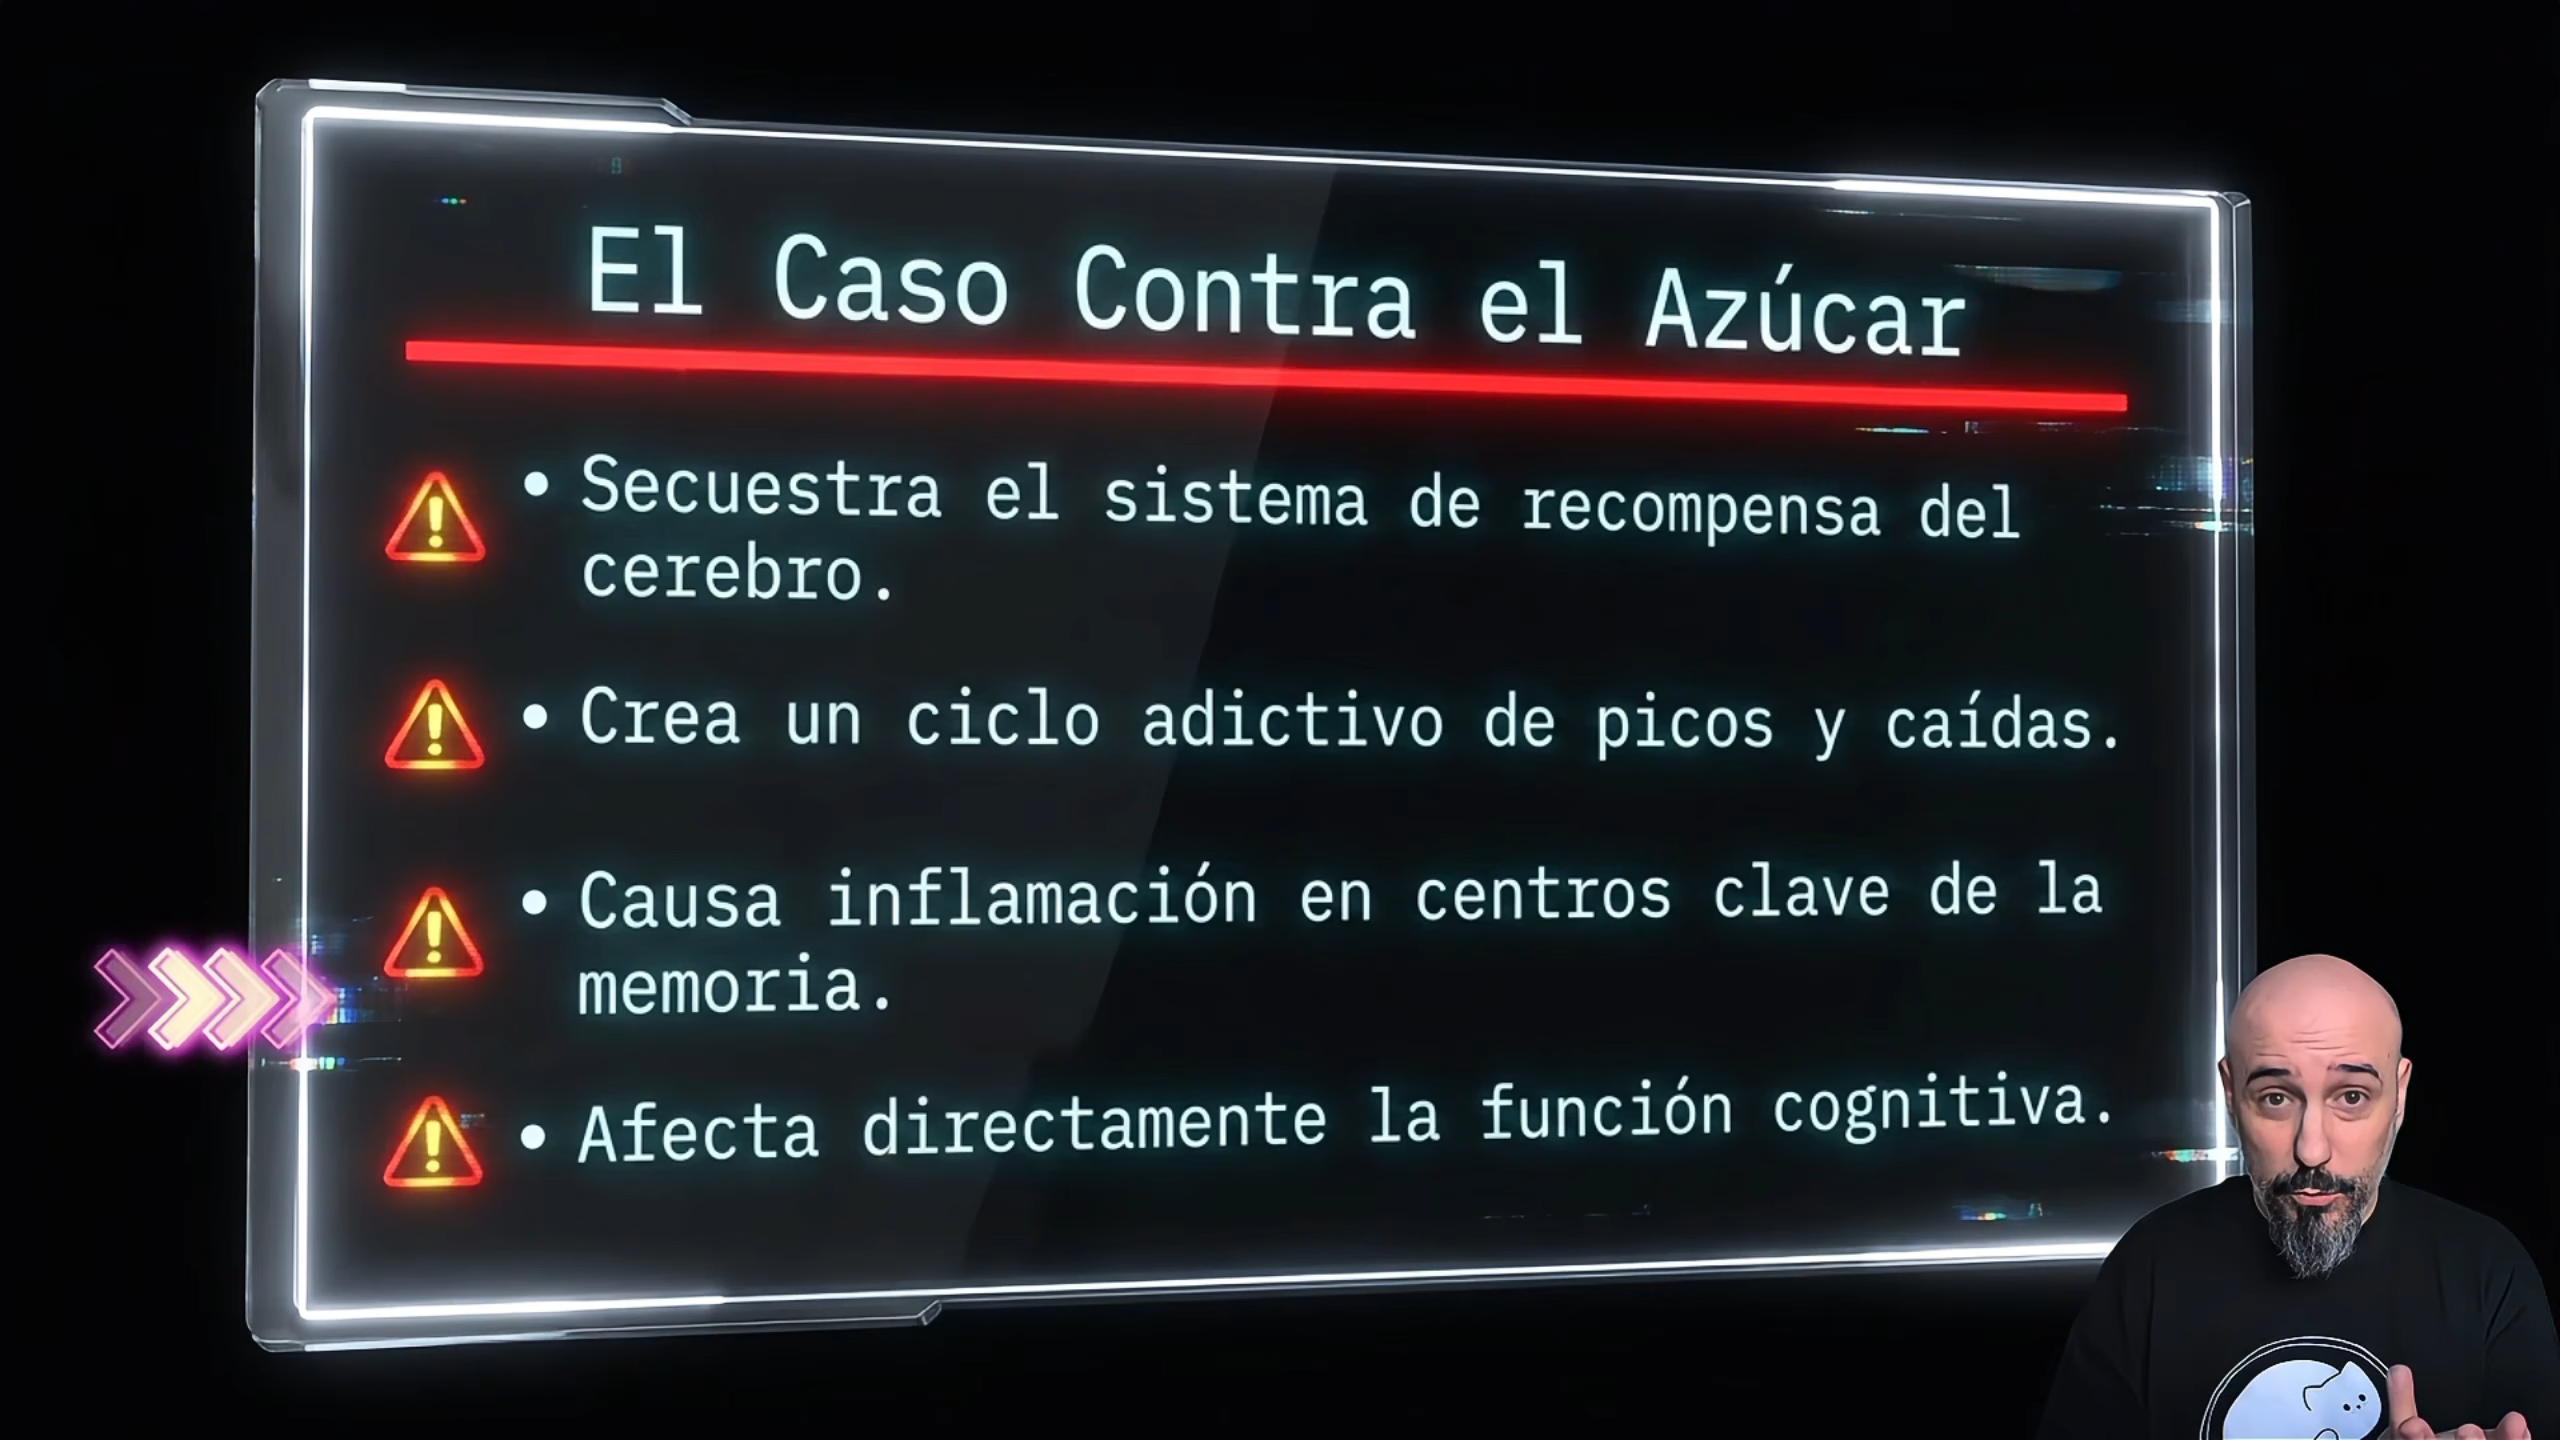 El Caso Contra el Azúcar
• Secuestra el sistema de recompensa del
cerebro.
• Crea un ciclo adictivo de picos y caídas.
• Causa inflamación en centros clave de la
memoria.
• Afecta directamente la función cognitiva.